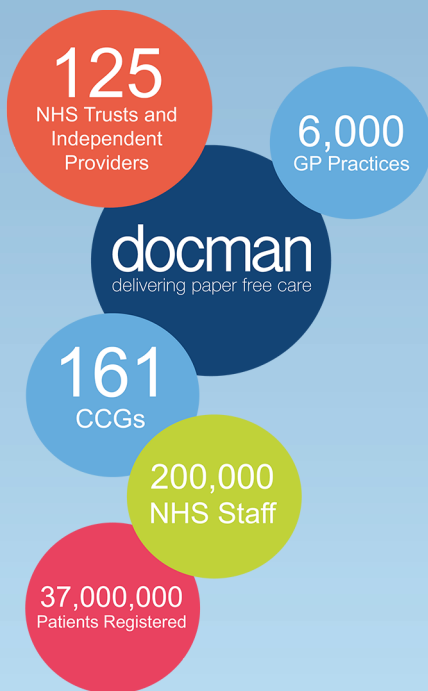 125
NHS Trusts and
Independent
Providers
6,000
GP Practices
docman
delivering paper free care
161
CCGs
200,000
NHS Staff
37,000,000
Patients Registered